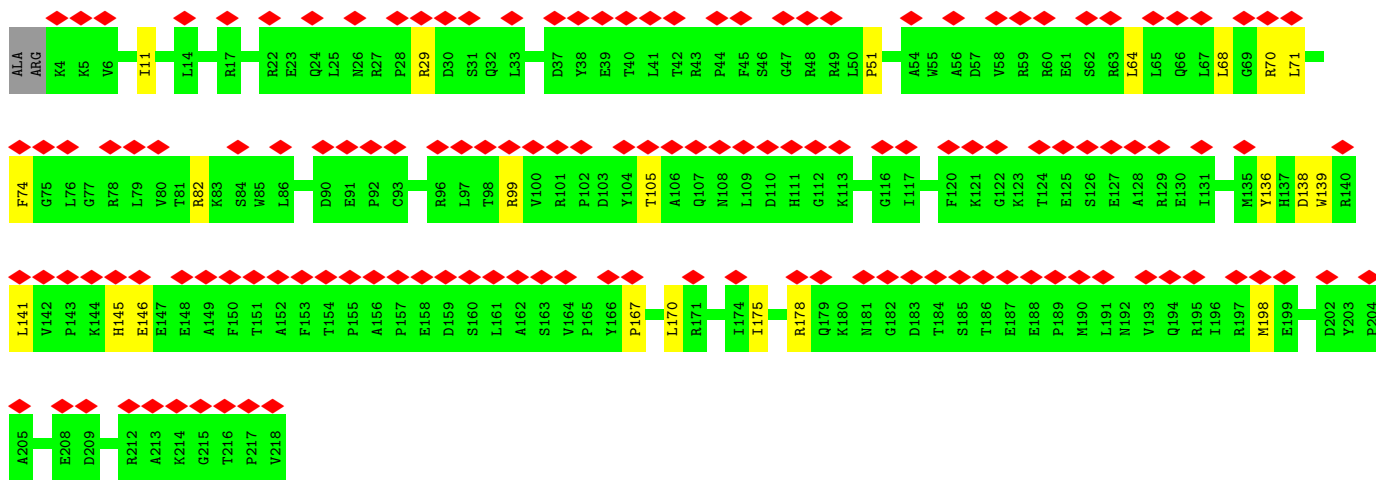 ALA ARG K4 K5 V6 I11 L14 R17 R22 E23 Q24 L25 N26 R27 P28 R29 D30 S31 Q32 L33 D37 Y38 E39 T40 L41 T42 R43 P44 F45 S46 G47 R48 R49 L50 P51 A54 W55 A56 D57 V58 R59 R60 E61 S62 R63 L64 L65 Q66 L67 L68 G69 R70 L71
F74 G75 L76 G77 R78 L79 V80 T81 R82 K83 S84 W85 L86 D90 E91 P92 C93 R96 L97 T98 R99 V100 R101 P102 D103 Y104 T105 A106 Q107 N108 L109 D110 H111 G112 K113 G116 I117 F120 K121 G122 K123 T124 E125 S126 E127 A128 R129 E130 I131 M135 Y136 H137 D138 W139 R140
L141 V142 P143 K144 H145 E146 E147 E148 A149 F150 T151 A152 F153 T154 P155 A156 P157 E158 D159 S160 L161 A162 S163 V164 P165 Y166 P167 L170 R171 I174 I175 R178 Q179 K180 N181 G182 D183 T184 S185 T186 E187 E188 P189 M190 L191 N192 V193 Q194 R195 I196 R197 M198 E199 D202 Y203 P204
A205 E208 D209 R212 A213 K214 G215 T216 P217 V218